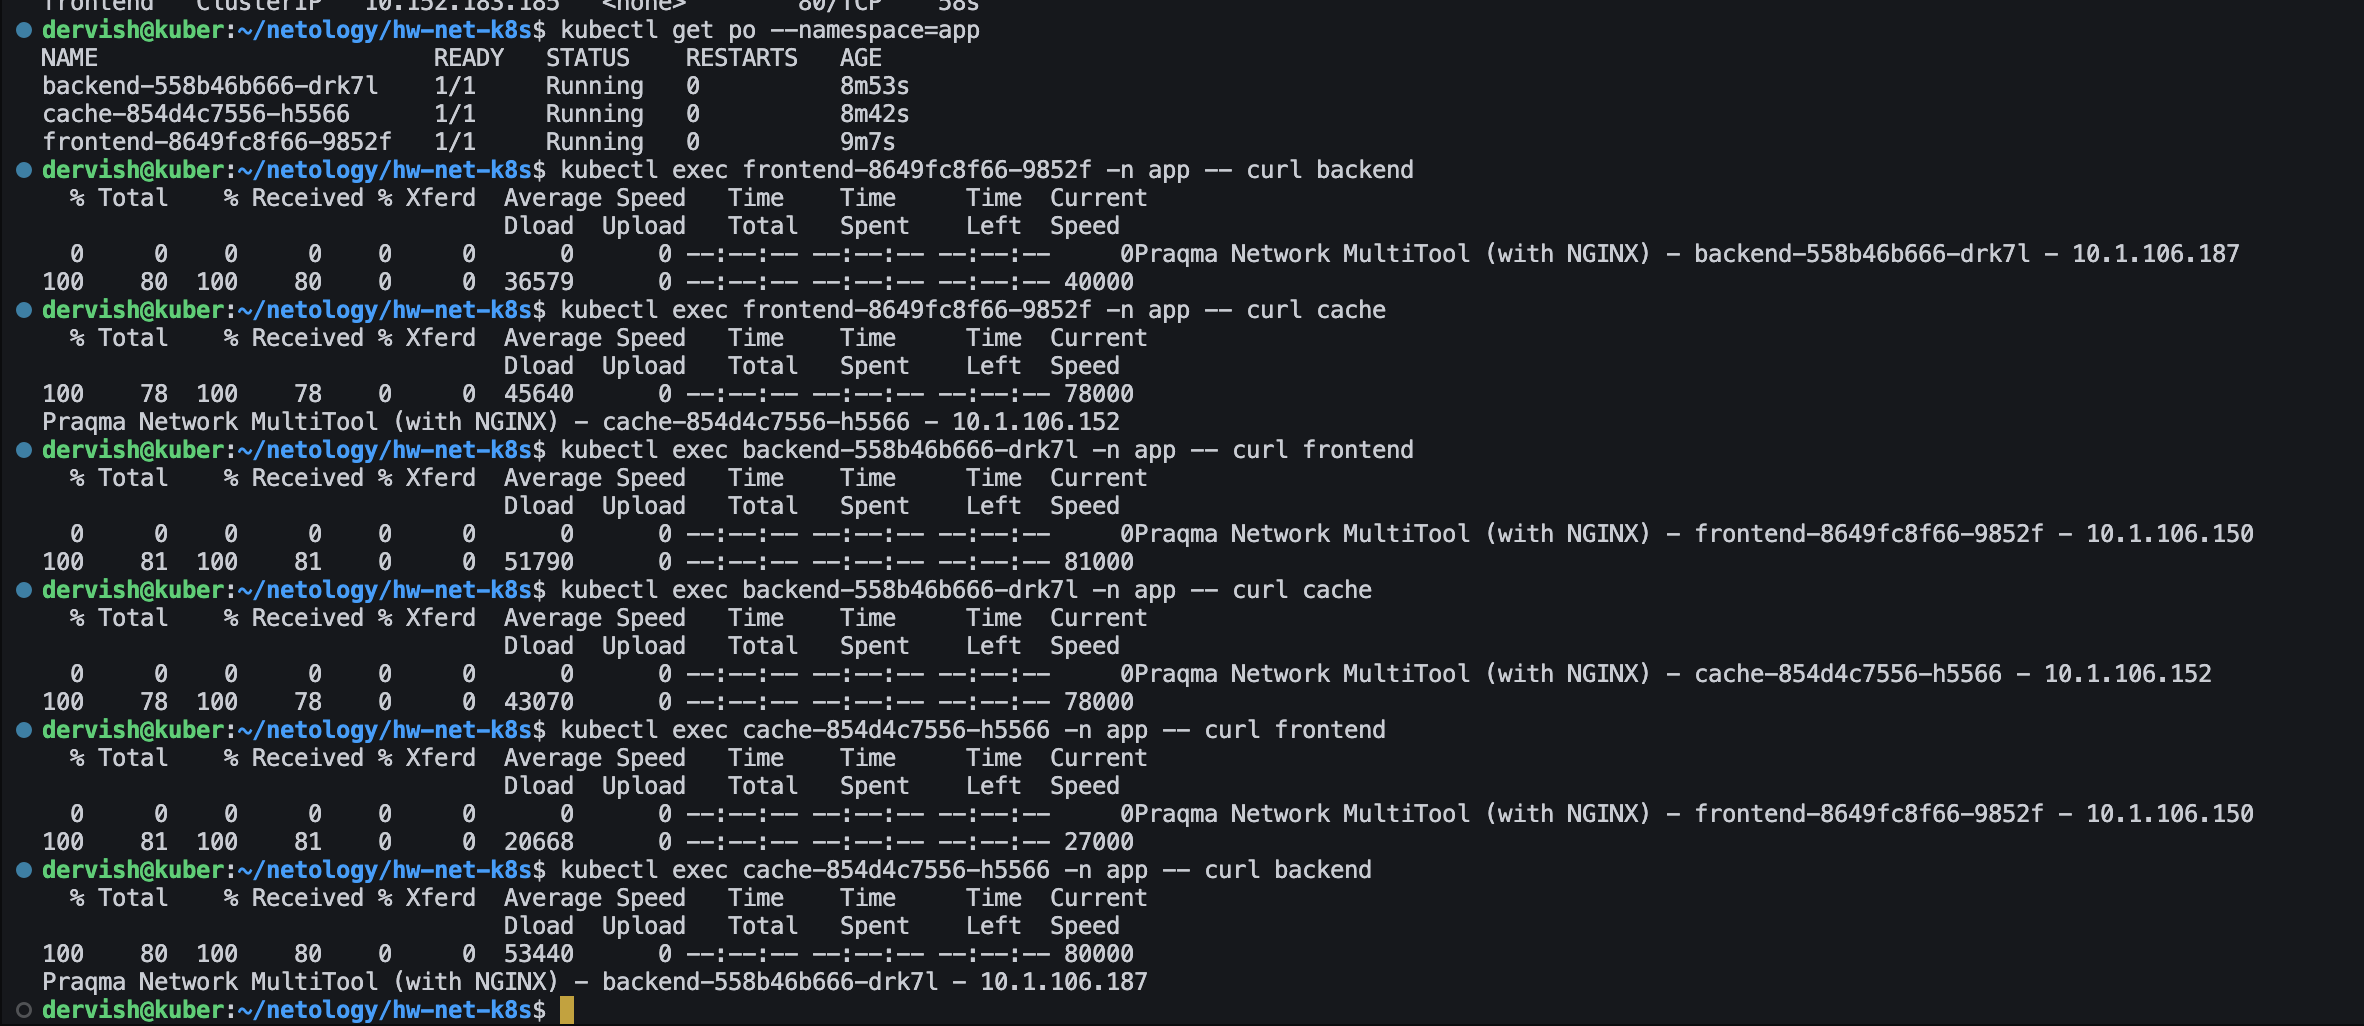 frontend   ClusterIP   10.152.183.185   <none>        80/TCP    58s
dervish@kuber:~/netology/hw-net-k8s$ kubectl get po --namespace=app
NAME                        READY   STATUS    RESTARTS   AGE
backend-558b46b666-drk7l    1/1     Running   0          8m53s
cache-854d4c7556-h5566      1/1     Running   0          8m42s
frontend-8649fc8f66-9852f   1/1     Running   0          9m7s
dervish@kuber:~/netology/hw-net-k8s$ kubectl exec frontend-8649fc8f66-9852f -n app -- curl backend
  % Total    % Received % Xferd  Average Speed   Time    Time     Time  Current
                                 Dload  Upload   Total   Spent    Left  Speed
  0     0    0     0    0     0      0      0 --:--:-- --:--:-- --:--:--     0Praqma Network MultiTool (with NGINX) - backend-558b46b666-drk7l - 10.1.106.187
100    80  100    80    0     0  36579      0 --:--:-- --:--:-- --:--:-- 40000
dervish@kuber:~/netology/hw-net-k8s$ kubectl exec frontend-8649fc8f66-9852f -n app -- curl cache
  % Total    % Received % Xferd  Average Speed   Time    Time     Time  Current
                                 Dload  Upload   Total   Spent    Left  Speed
100    78  100    78    0     0  45640      0 --:--:-- --:--:-- --:--:-- 78000
Praqma Network MultiTool (with NGINX) - cache-854d4c7556-h5566 - 10.1.106.152
dervish@kuber:~/netology/hw-net-k8s$ kubectl exec backend-558b46b666-drk7l -n app -- curl frontend
  % Total    % Received % Xferd  Average Speed   Time    Time     Time  Current
                                 Dload  Upload   Total   Spent    Left  Speed
  0     0    0     0    0     0      0      0 --:--:-- --:--:-- --:--:--     0Praqma Network MultiTool (with NGINX) - frontend-8649fc8f66-9852f - 10.1.106.150
100    81  100    81    0     0  51790      0 --:--:-- --:--:-- --:--:-- 81000
dervish@kuber:~/netology/hw-net-k8s$ kubectl exec backend-558b46b666-drk7l -n app -- curl cache
  % Total    % Received % Xferd  Average Speed   Time    Time     Time  Current
                                 Dload  Upload   Total   Spent    Left  Speed
  0     0    0     0    0     0      0      0 --:--:-- --:--:-- --:--:--     0Praqma Network MultiTool (with NGINX) - cache-854d4c7556-h5566 - 10.1.106.152
100    78  100    78    0     0  43070      0 --:--:-- --:--:-- --:--:-- 78000
dervish@kuber:~/netology/hw-net-k8s$ kubectl exec cache-854d4c7556-h5566 -n app -- curl frontend
  % Total    % Received % Xferd  Average Speed   Time    Time     Time  Current
                                 Dload  Upload   Total   Spent    Left  Speed
  0     0    0     0    0     0      0      0 --:--:-- --:--:-- --:--:--     0Praqma Network MultiTool (with NGINX) - frontend-8649fc8f66-9852f - 10.1.106.150
100    81  100    81    0     0  20668      0 --:--:-- --:--:-- --:--:-- 27000
dervish@kuber:~/netology/hw-net-k8s$ kubectl exec cache-854d4c7556-h5566 -n app -- curl backend
  % Total    % Received % Xferd  Average Speed   Time    Time     Time  Current
                                 Dload  Upload   Total   Spent    Left  Speed
100    80  100    80    0     0  53440      0 --:--:-- --:--:-- --:--:-- 80000
Praqma Network MultiTool (with NGINX) - backend-558b46b666-drk7l - 10.1.106.187
dervish@kuber:~/netology/hw-net-k8s$